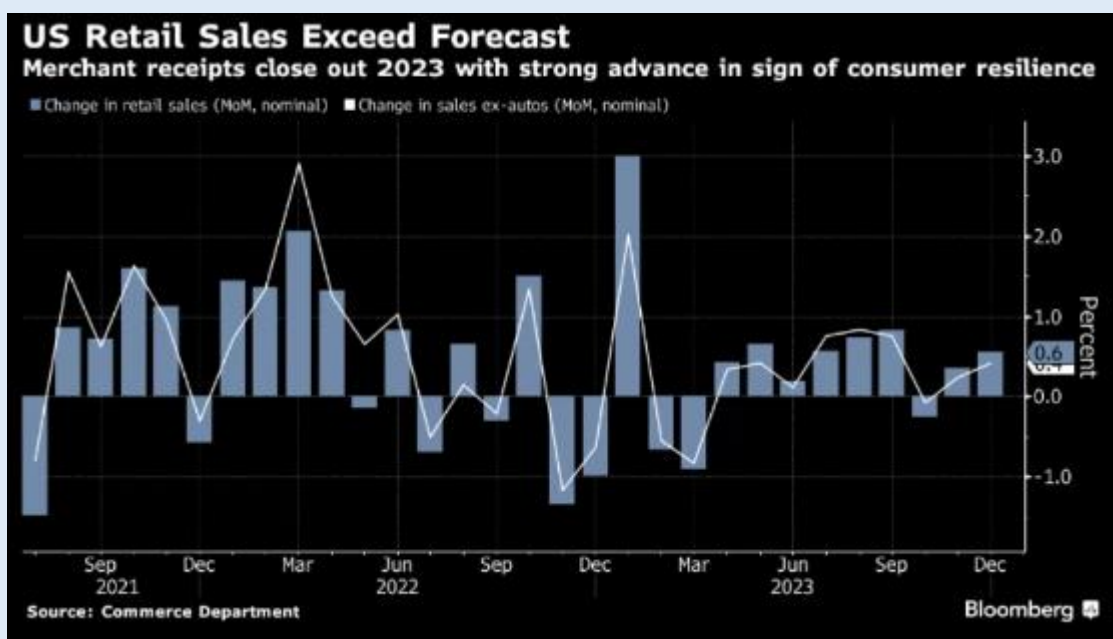 US Retail Sales Exceed Forecast
Merchant receipts close out 2023 with strong advance in sign of consumer resilience
Change in retail sales (MoM, nominal) Change in sales ex-autos (MoM, nominal)
3.0
2.0
1.0
0.6
0.4
0.0
-1.0
Percent
Sep Dec Mar Jun Sep Dec Mar Jun Sep Dec
2021 2022 2023
Source: Commerce Department
Bloomberg